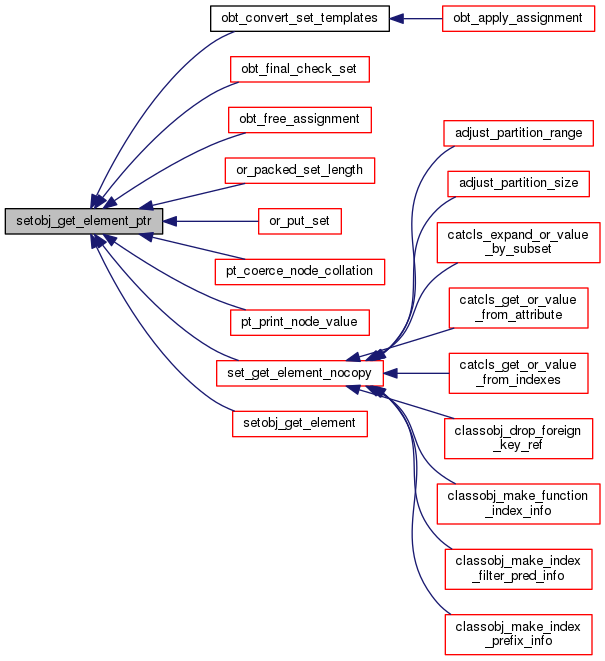 setobj_get_element_ptr
obt_convert_set_templates
obt_apply_assignment
obt_final_check_set
obt_free_assignment
or_packed_set_length
or_put_set
pt_coerce_node_collation
pt_print_node_value
set_get_element_nocopy
setobj_get_element
adjust_partition_range
adjust_partition_size
catcls_expand_or_value
_by_subset
catcls_get_or_value
_from_attribute
catcls_get_or_value
_from_indexes
classobj_drop_foreign
_key_ref
classobj_make_function
_index_info
classobj_make_index
_filter_pred_info
classobj_make_index
_prefix_info